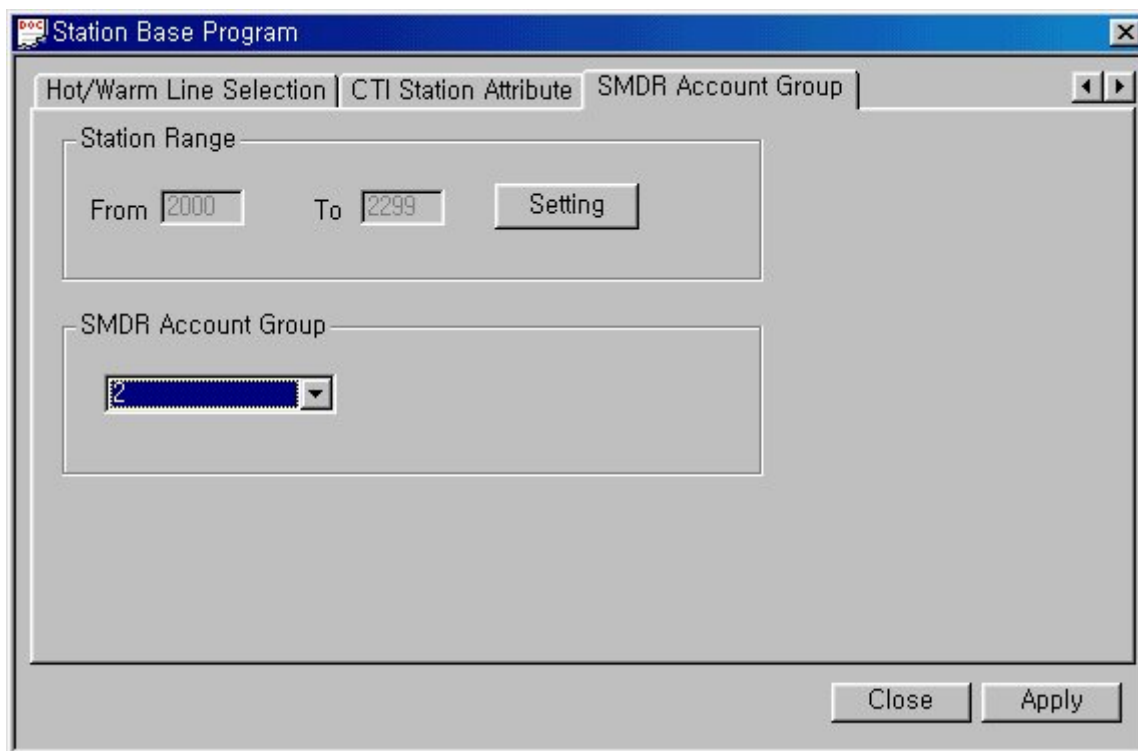 DOC Station Base Program
Hot/Warm Line Selection CTI Station Attribute SMDR Account Group
Station Range
From 2000 To 2299 Setting
SMDR Account Group
2
Close Apply